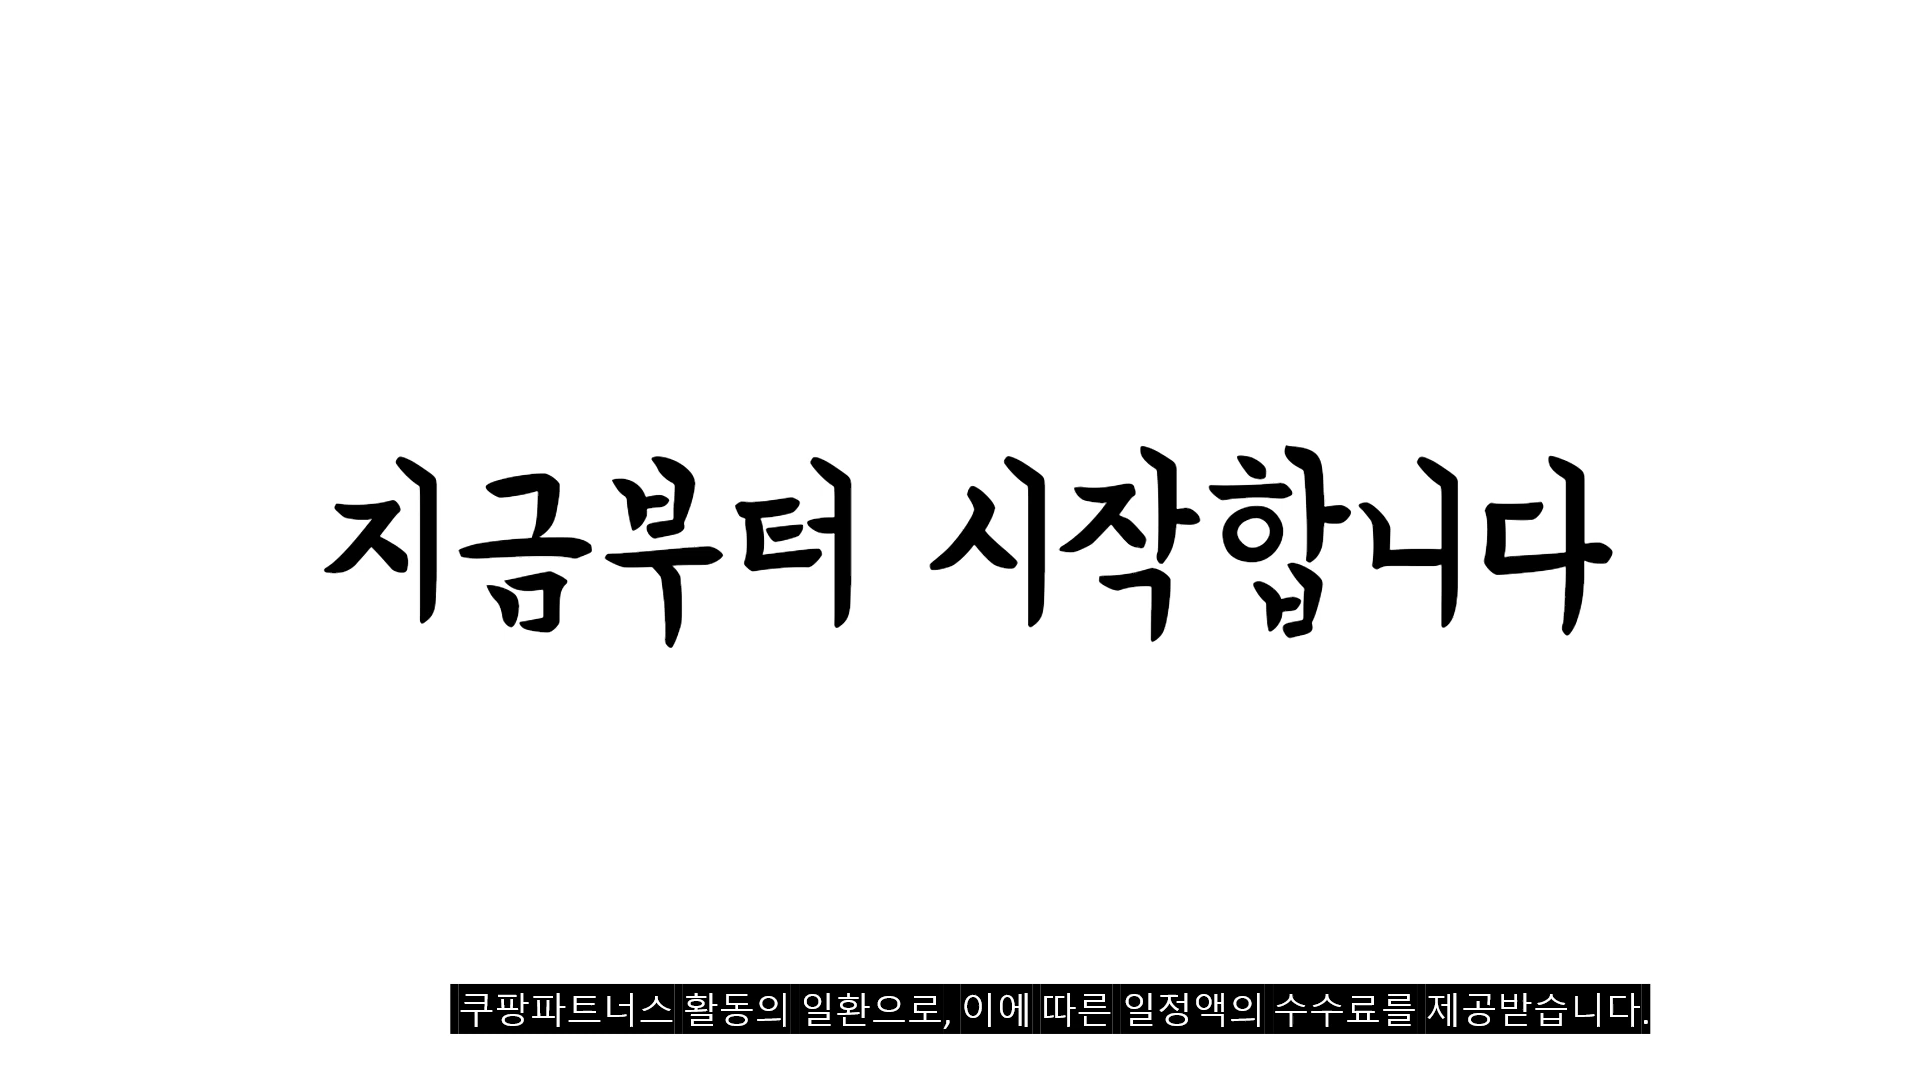 지금부터 시작합니다
쿠팡파트너스 활동의 일환으로, 이에 따른 일정액의 수수료를 제공받습니다.